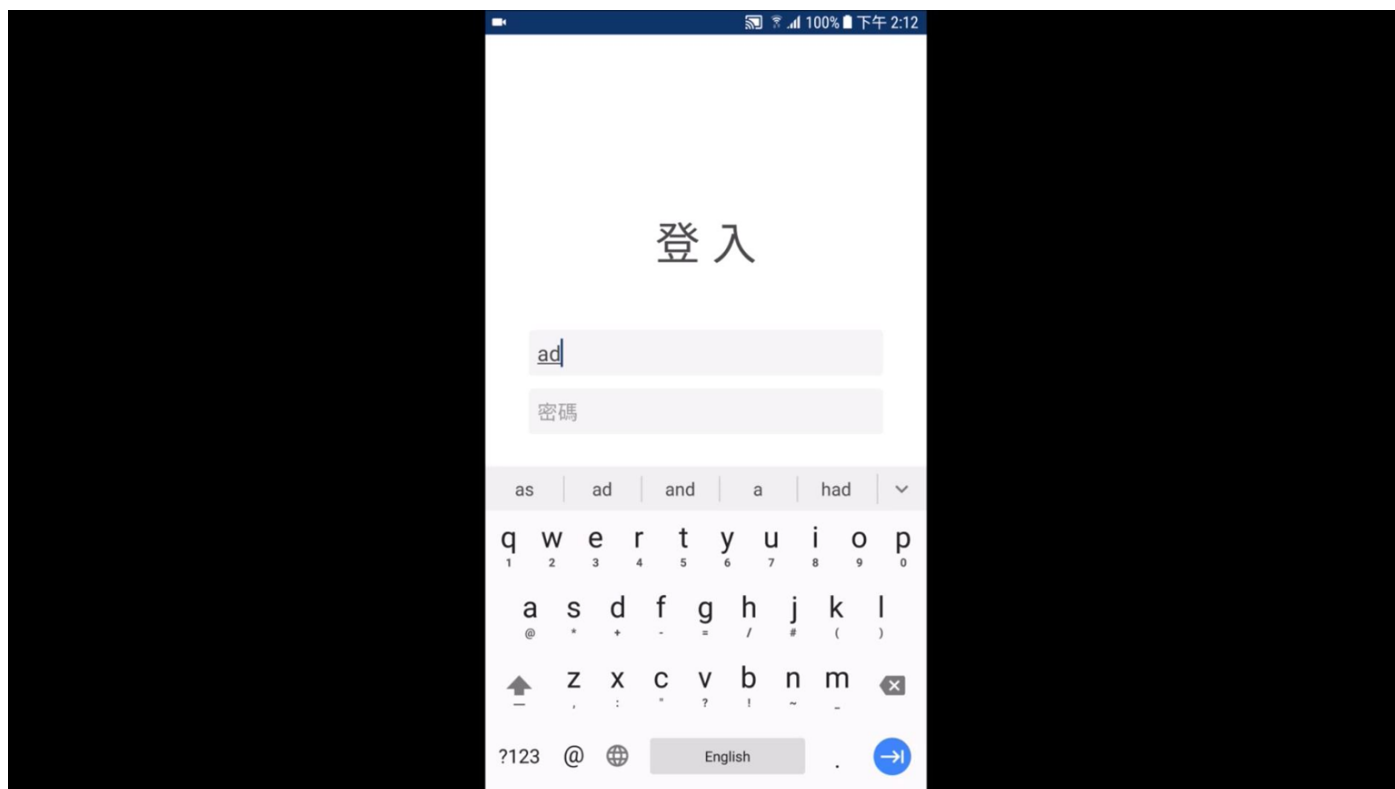 100% 下午 2:12
登入
ad
密碼
as ad and a had
q w e r t y u i o p
1 2 3 4 5 6 7 8 9 0
a s d f g h j k l
@ * + - = / # ( )
z x c v b n m
, : " ? ! ~ _
?123 @ English .